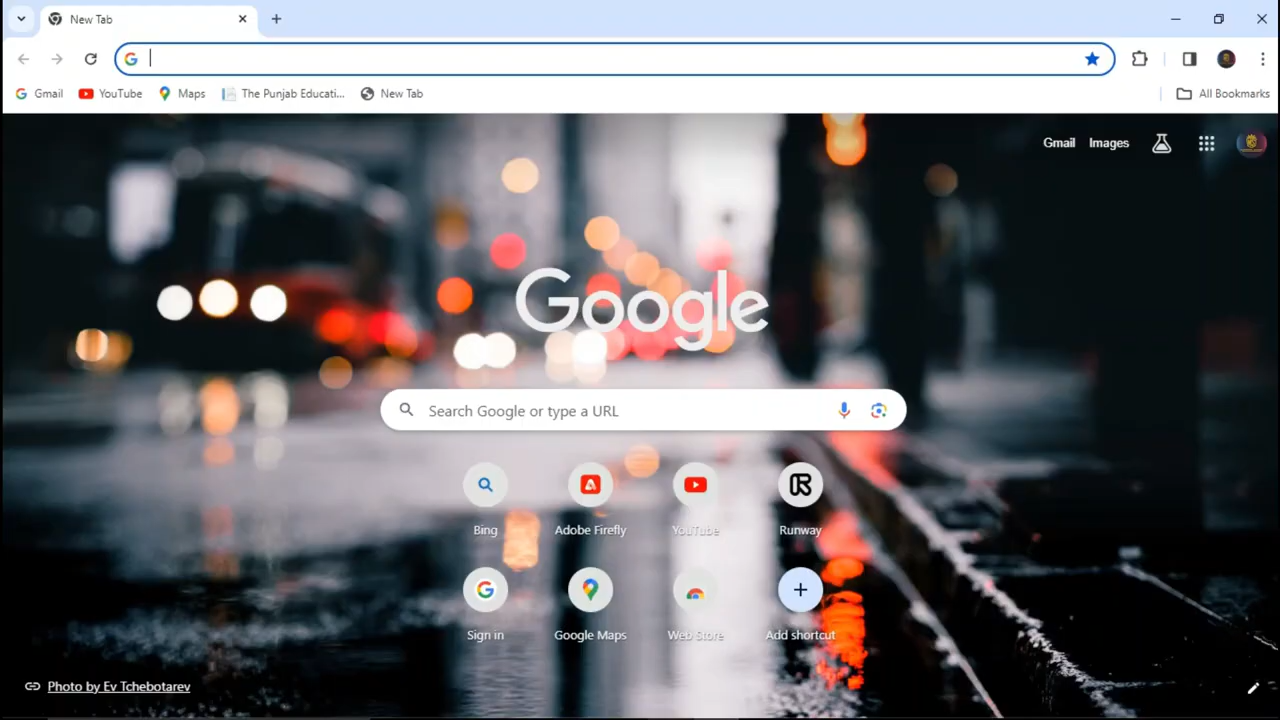 New Tab
Gmail YouTube Maps The Punjab Educati... New Tab All Bookmarks
Gmail Images
Google
Search Google or type a URL
Bing Adobe Firefly YouTube Runway
Sign in Google Maps Web Store Add shortcut
Photo by Ev Tchebotarev